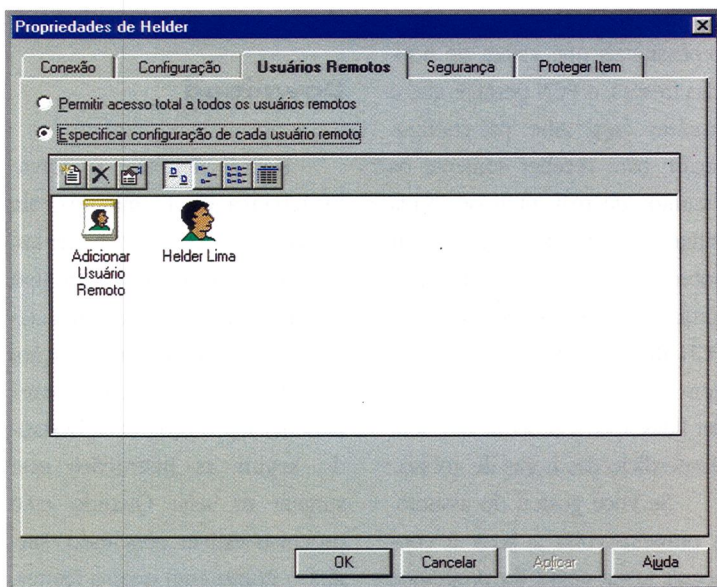 Propriedades de Helder
Conexão
Configuração
Usuários Remotos
Segurança
Proteger Item
Permitir acesso total a todos os usuários remotos
Especificar configuração de cada usuário remoto
Adicionar
Usuário
Remoto
Helder Lima
OK
Cancelar
Aplicar
Ajuda